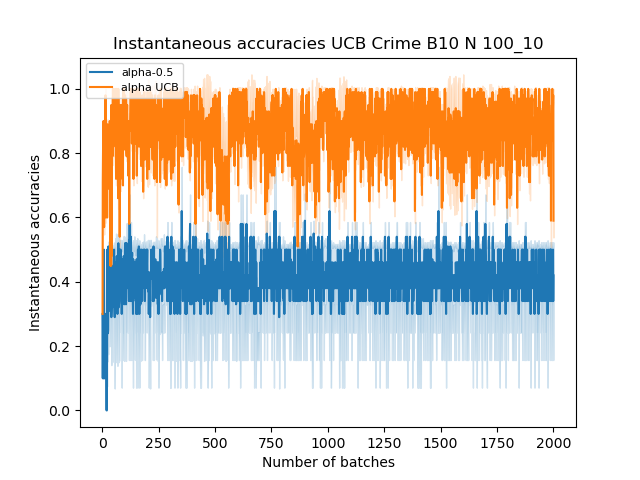 Instantaneous accuracies UCB Crime B10 N 100_10
alpha-0.5
alpha UCB
1.0
0.8
0.6
0.4
0.2
0.0
Instantaneous accuracies
0 250 500 750 1000 1250 1500 1750 2000
Number of batches